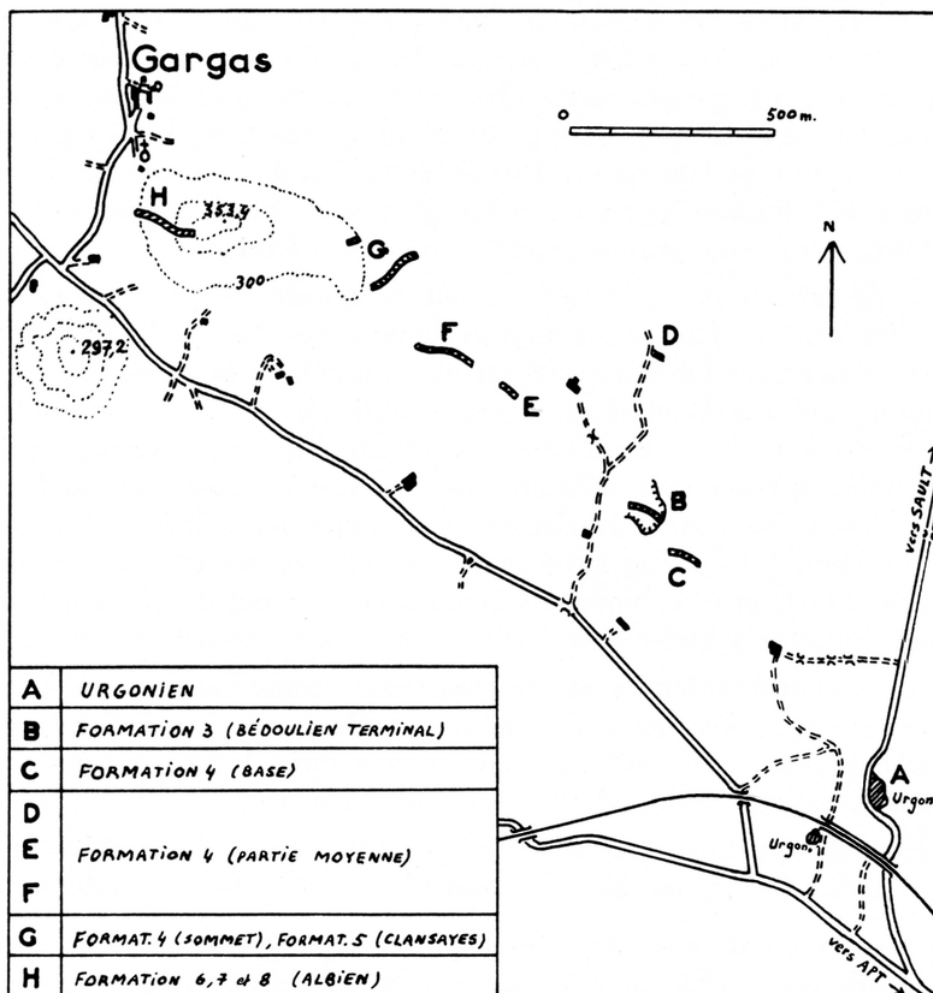 Gargas
0 500 m.
H
353,4
G
N
300
F
D
297,2
E
B
vers SAULT
C
A URGONIEN
B FORMATION 3 (BÉDOULIEN TERMINAL)
C FORMATION 4 (BASE)
D
E FORMATION 4 (PARTIE MOYENNE)
F
G FORMAT. 4 (SOMMET), FORMAT. 5 (CLANSAYES)
H FORMATION 6, 7 et 8 (ALBIEN)
A
Urgon
Urgon.
vers APT